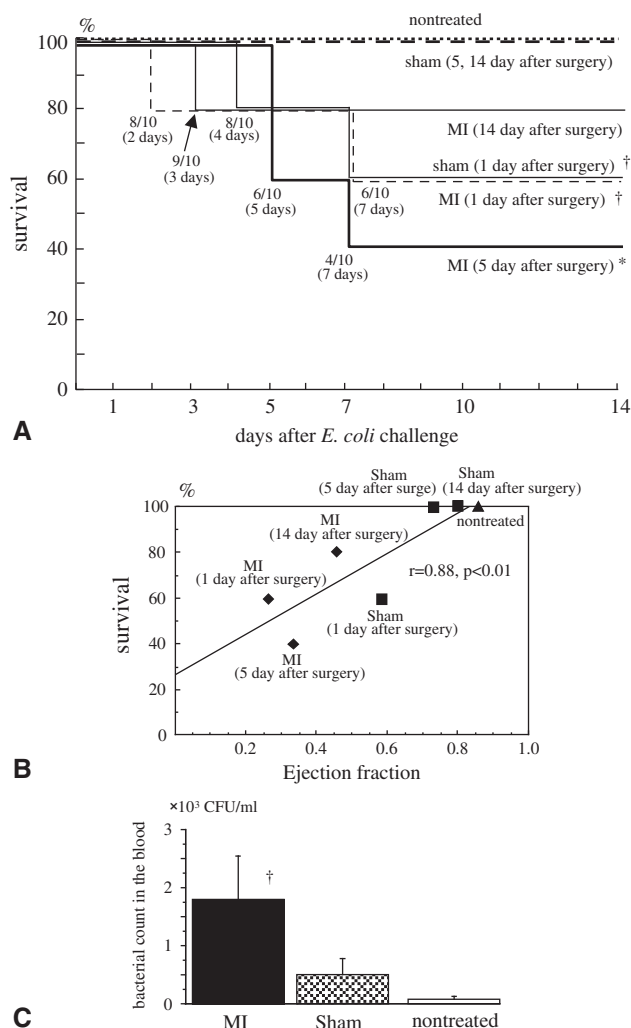 %
nontreated
100
sham (5, 14 day after surgery)
80
8/10
(2 days)
8/10
(4 days)
MI (14 day after surgery)
9/10
(3 days)
sham (1 day after surgery) †
60
6/10
(5 days)
6/10
(7 days)
MI (1 day after surgery) †
survival
40
4/10
(7 days)
MI (5 day after surgery) *
20
0
1 3 5 7 10 14
A
days after E. coli challenge
%
Sham
(5 day after surge)
Sham
(14 day after surgery)
100
nontreated
MI
(14 day after surgery)
80
r=0.88, p<0.01
MI
(1 day after surgery)
60
Sham
(1 day after surgery)
survival
40
MI
(5 day after surgery)
20
0
0.2 0.4 0.6 0.8 1.0
B
Ejection fraction
×10³ CFU/ml
bacterial count in the blood
3
†
2
1
0
C
MI Sham nontreated